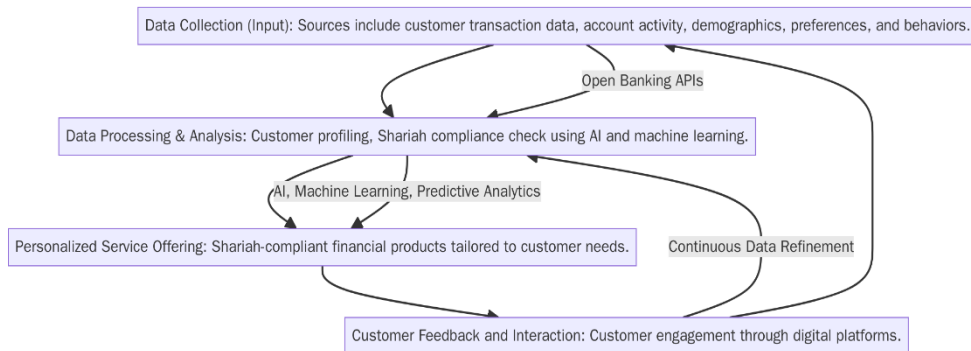 Data Collection (Input): Sources include customer transaction data, account activity, demographics, preferences, and behaviors.
Open Banking APIs
Data Processing & Analysis: Customer profiling, Shariah compliance check using AI and machine learning.
AI, Machine Learning, Predictive Analytics
Personalized Service Offering: Shariah-compliant financial products tailored to customer needs.
Continuous Data Refinement
Customer Feedback and Interaction: Customer engagement through digital platforms.